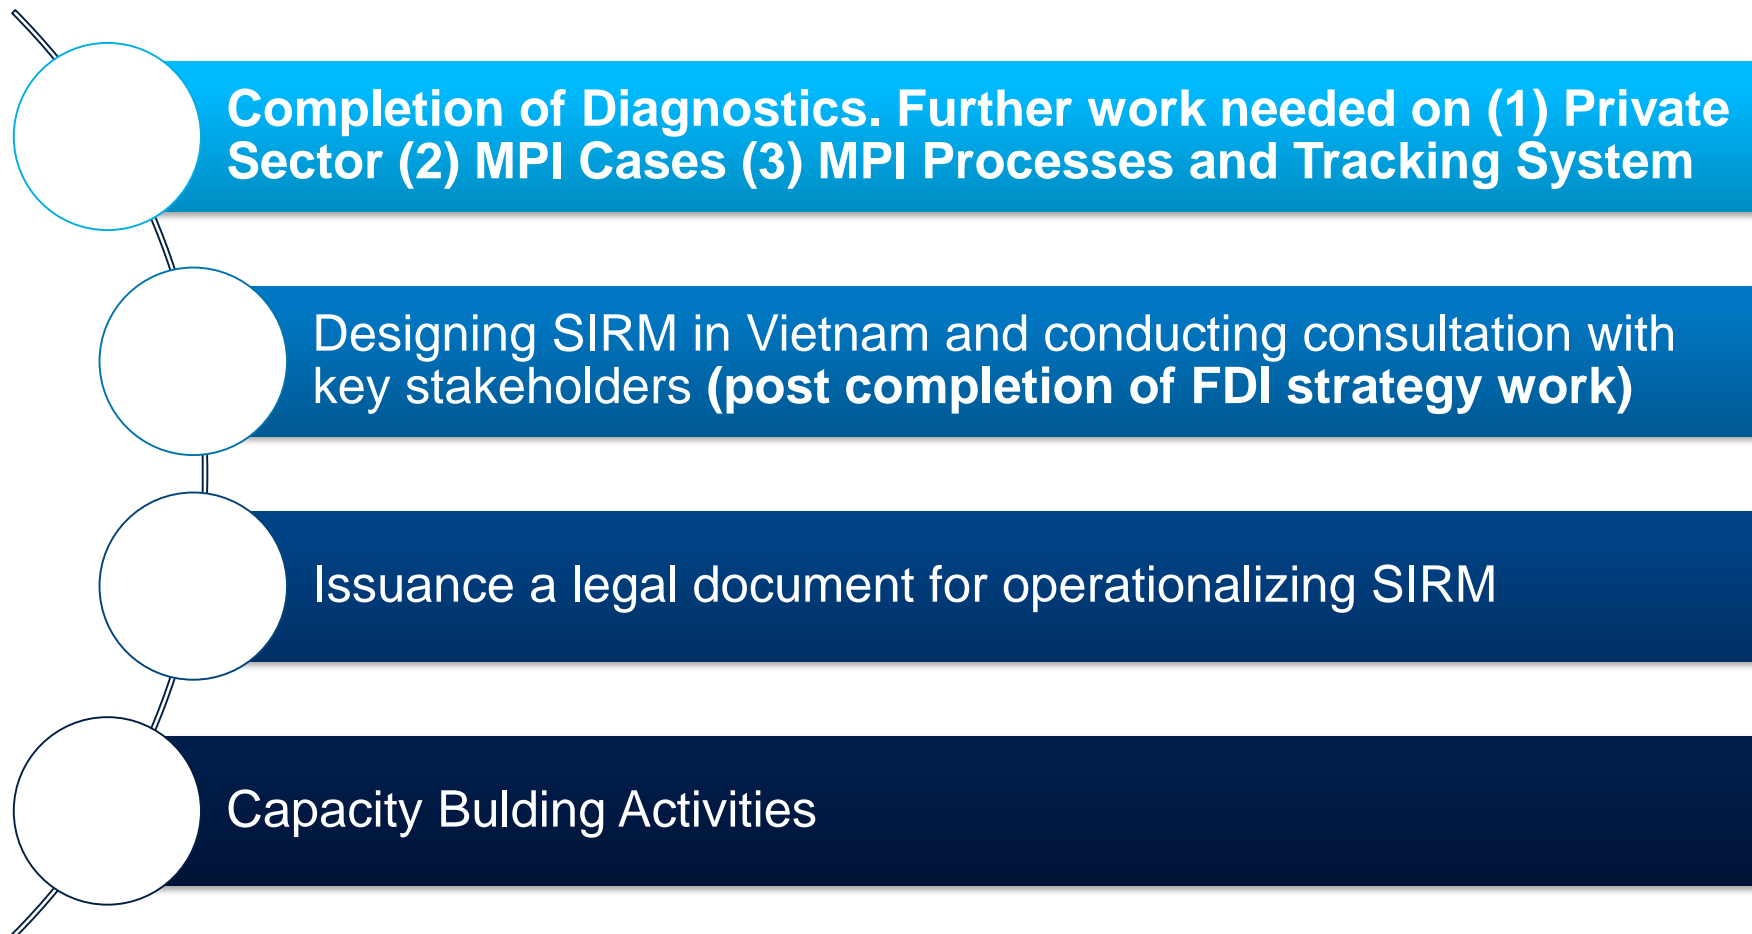 Completion of Diagnostics. Further work needed on (1) Private
Sector (2) MPI Cases (3) MPI Processes and Tracking System
Designing SIRM in Vietnam and conducting consultation with
key stakeholders (post completion of FDI strategy work)
Issuance a legal document for operationalizing SIRM
Capacity Bulding Activities